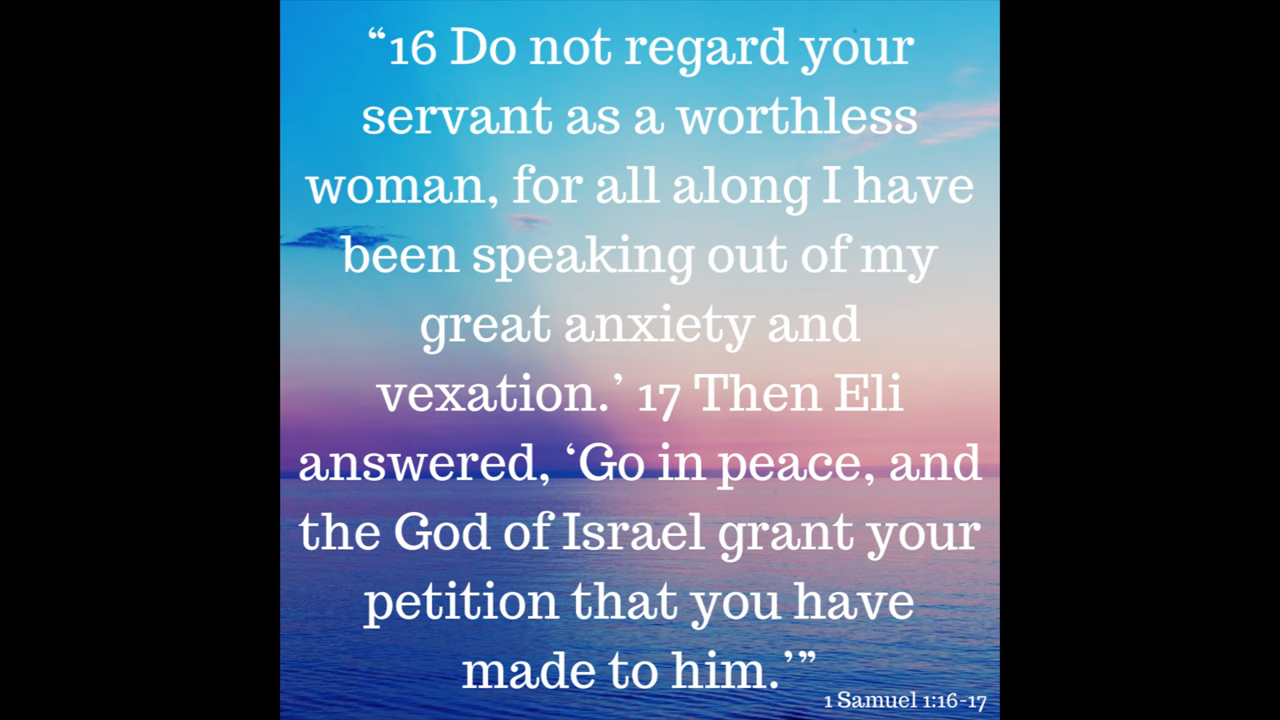 “16 Do not regard your
servant as a worthless
woman, for all along I have
been speaking out of my
great anxiety and
vexation.’ 17 Then Eli
answered, ‘Go in peace, and
the God of Israel grant your
petition that you have
made to him.’”
1 Samuel 1:16-17